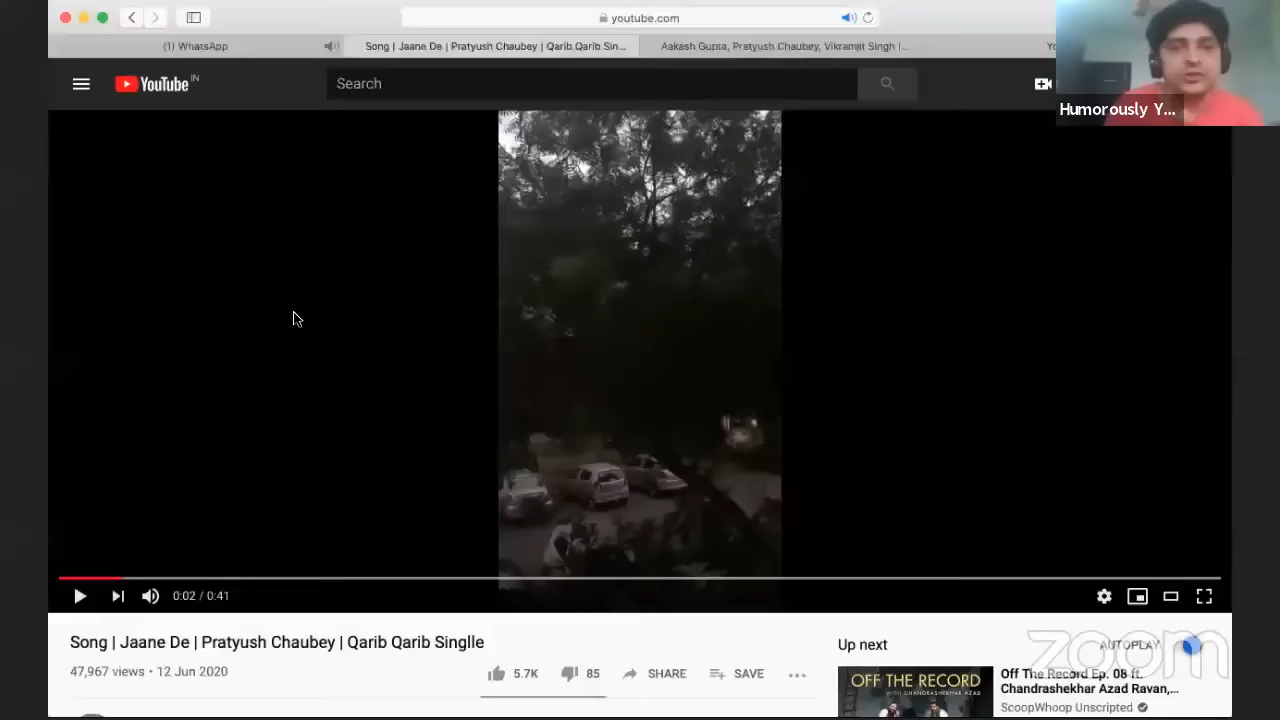 youtube.com
(1) WhatsApp
Song | Jaane De | Pratyush Chaubey | Qarib Qarib Sin...
Aakash Gupta, Pratyush Chaubey, Vikramjit Singh |...
YouTube IN
Search
Humorously Y...
0:02 / 0:41
Song | Jaane De | Pratyush Chaubey | Qarib Qarib Singlle
47,967 views • 12 Jun 2020
5.7K
85
SHARE
SAVE
Up next
AUTOPLAY
zoom
OFF THE RECORD
WITH CHANDRASHEKHAR AZAD
Off The Record Ep. 08 ft.
Chandrashekhar Azad Ravan,...
ScoopWhoop Unscripted